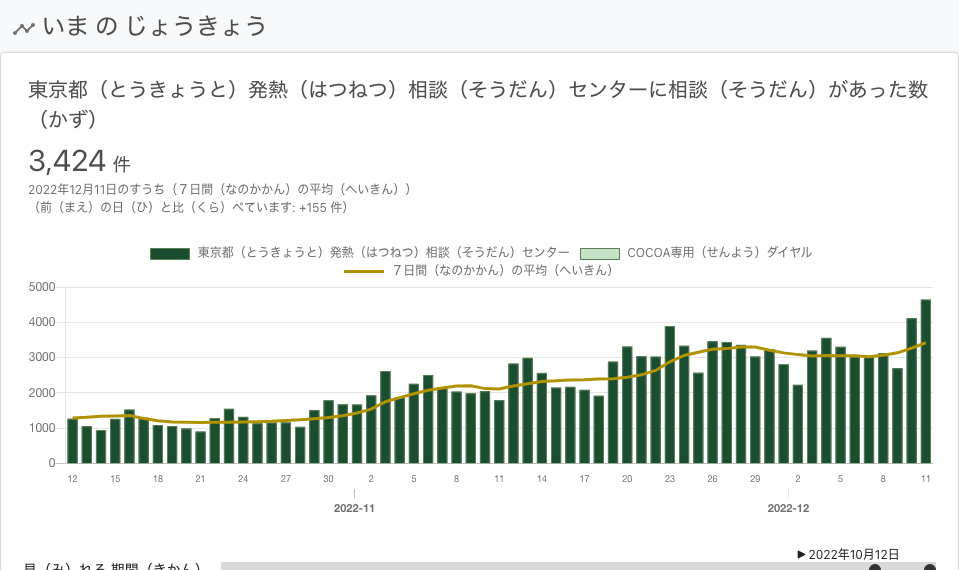 いま の じょうきょう
東京都（とうきょうと）発熱（はつねつ）相談（そうだん）センターに相談（そうだん）があった数
（かず）
3,424 件
2022年12月11日のすうち（７日間（なのかかん）の平均（へいきん））
（前（まえ）の日（ひ）と比（くら）べています: +155 件）
東京都（とうきょうと）発熱（はつねつ）相談（そうだん）センター COCOA専用（せんよう）ダイヤル
７日間（なのかかん）の平均（へいきん）
5000
4000
3000
2000
1000
0
12 15 18 21 24 27 30 2 5 8 11 14 17 20 23 26 29 2 5 8 11
2022-11 2022-12
▶ 2022年10月12日
見（み）れる 期間（きかん）